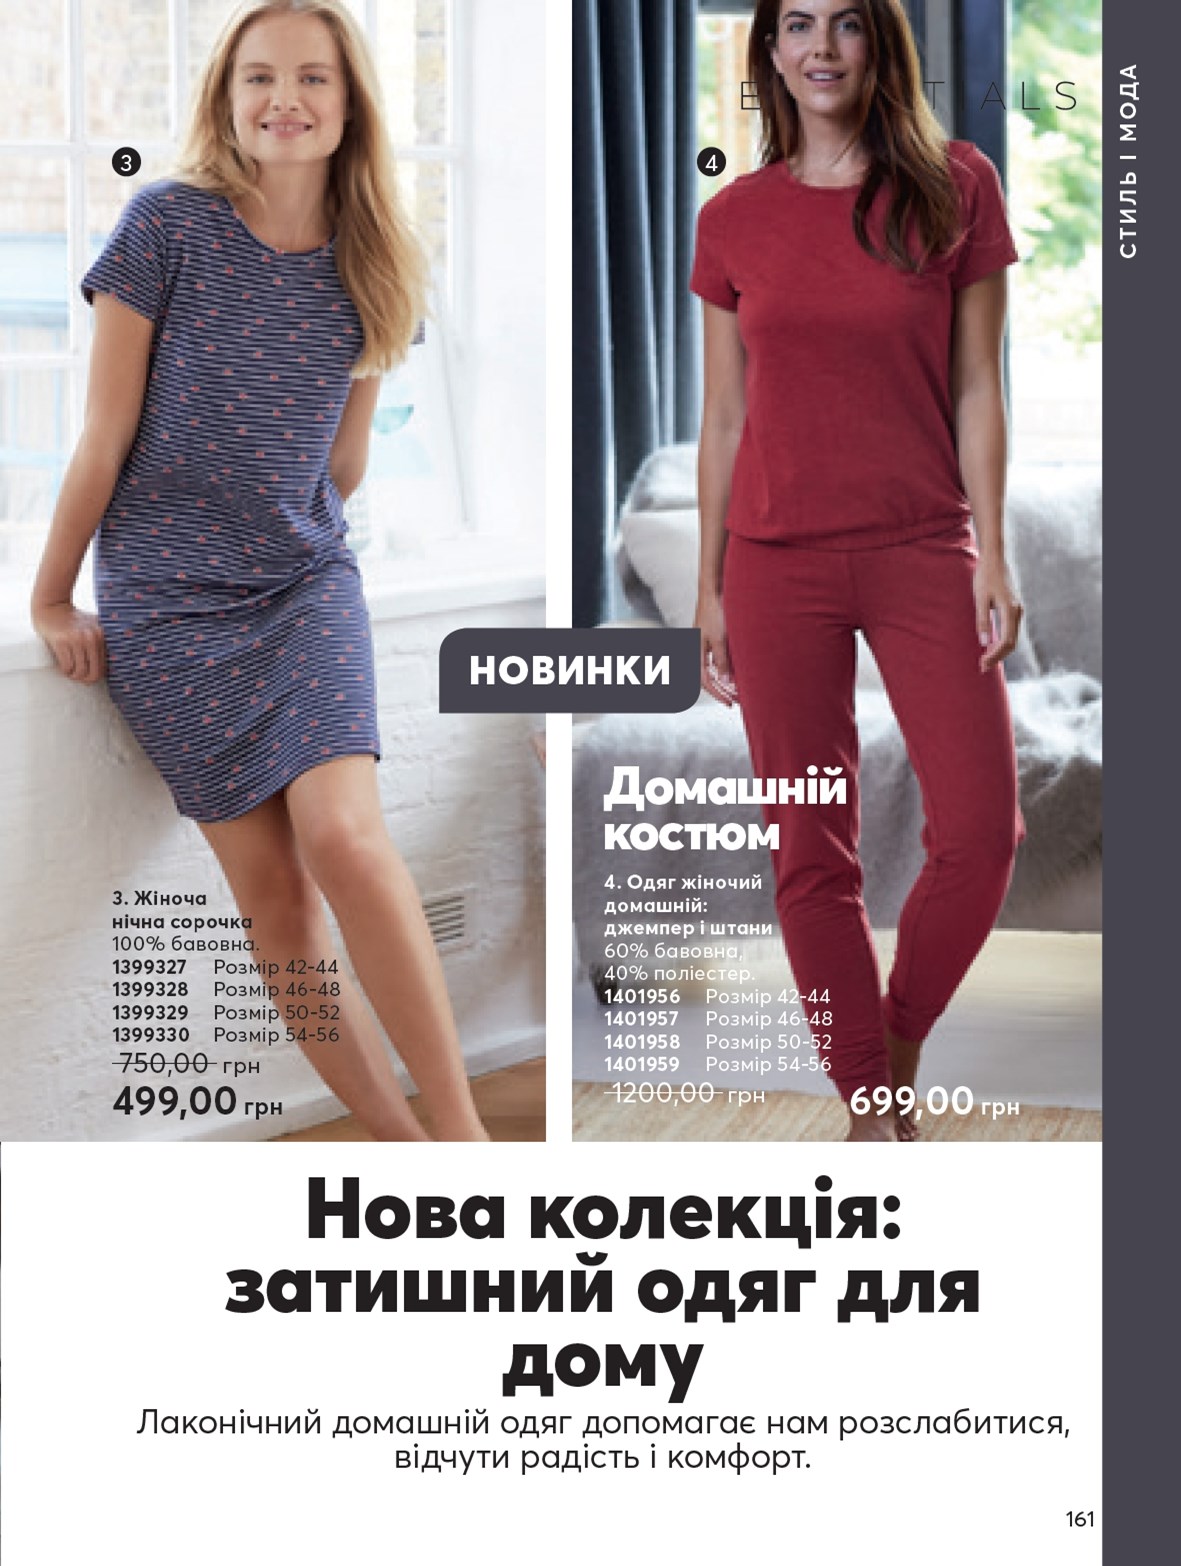 СТИЛЬ І МОДА
3
4
НОВИНКИ
Домашній
костюм
3. Жіноча
нічна сорочка
100% бавовна.
1399327 Розмір 42-44
1399328 Розмір 46-48
1399329 Розмір 50-52
1399330 Розмір 54-56
750,00 грн
499,00 грн
4. Одяг жіночий
домашній:
джемпер і штани
60% бавовна,
40% поліестер.
1401956 Розмір 42-44
1401957 Розмір 46-48
1401958 Розмір 50-52
1401959 Розмір 54-56
1200,00 грн
699,00 грн
Нова колекція:
затишний одяг для
дому
Лаконічний домашній одяг допомагає нам розслабитися,
відчути радість і комфорт.
161